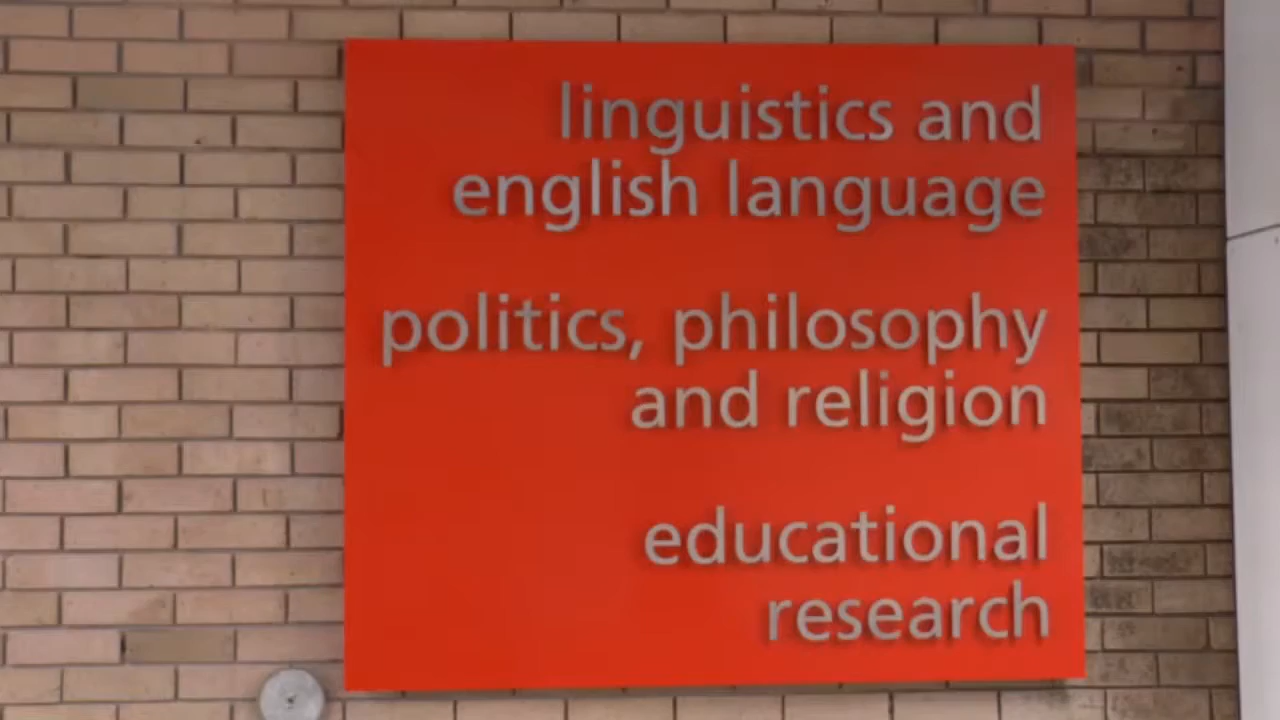 linguistics and
english language
politics, philosophy
and religion
educational
research